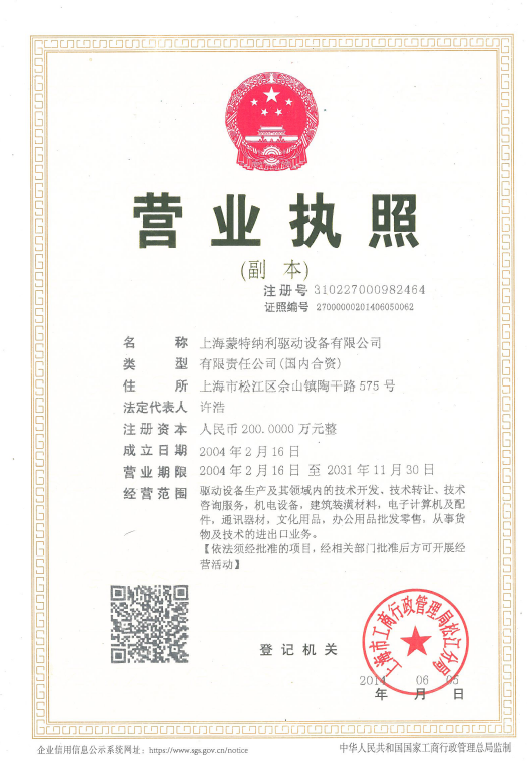 营业执照
(副 本)
注册号 310227000982464
证照编号 27000000201406050062
名称 上海蒙特纳利驱动设备有限公司
类型 有限责任公司(国内合资)
住所 上海市松江区佘山镇陶干路575号
法定代表人 许浩
注册资本 人民币200.0000万元整
成立日期 2004年2月16日
营业期限 2004年2月16日 至 2031年11月30日
经营范围 驱动设备生产及其领域内的技术开发、技术转让、技术
咨询服务，机电设备，建筑装潢材料，电子计算机及配
件，通讯器材，文化用品，办公用品批发零售，从事货
物及技术的进出口业务。
【依法须经批准的项目，经相关部门批准后方可开展经
营活动】
登记机关
上海市工商行政管理局松江分局
2014 06 05
年 月 日
企业信用信息公示系统网址：https://www.sgs.gov.cn/notice
中华人民共和国国家工商行政管理总局监制